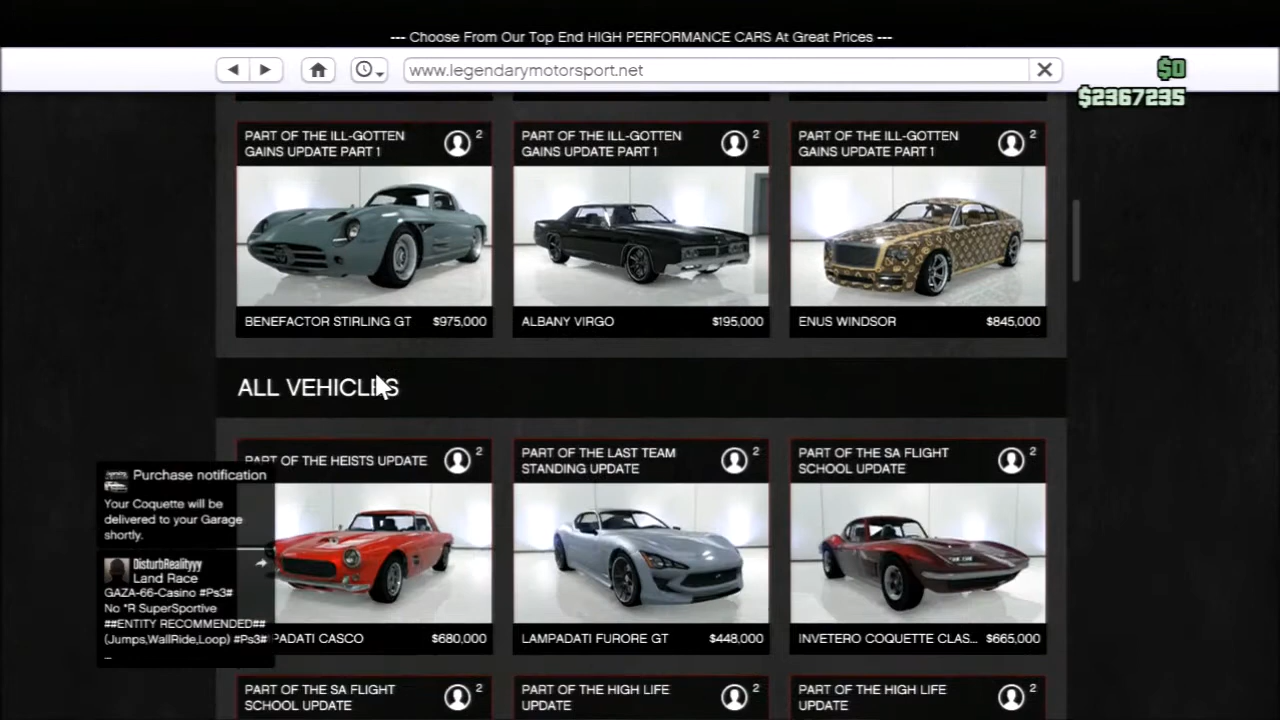 --- Choose From Our Top End HIGH PERFORMANCE CARS At Great Prices ---
www.legendarymotorsport.net
$0
$2367235
PART OF THE ILL-GOTTEN
GAINS UPDATE PART 1
2
PART OF THE ILL-GOTTEN
GAINS UPDATE PART 1
2
PART OF THE ILL-GOTTEN
GAINS UPDATE PART 1
2
BENEFACTOR STIRLING GT $975,000
ALBANY VIRGO $195,000
ENUS WINDSOR $845,000
ALL VEHICLES
PART OF THE HEISTS UPDATE
2
PART OF THE LAST TEAM
STANDING UPDATE
2
PART OF THE SA FLIGHT
SCHOOL UPDATE
2
Purchase notification
Your Coquette will be
delivered to your Garage
shortly.
DisturbRealityyy
Land Race
GAZA-66-Casino #Ps3#
No *R SuperSportive
##ENTITY RECOMMENDED##
(Jumps,WallRide,Loop) #Ps3#
...
PADATI CASCO $680,000
LAMPADATI FURORE GT $448,000
INVETERO COQUETTE CLAS... $665,000
PART OF THE SA FLIGHT
SCHOOL UPDATE
2
PART OF THE HIGH LIFE
UPDATE
2
PART OF THE HIGH LIFE
UPDATE
2